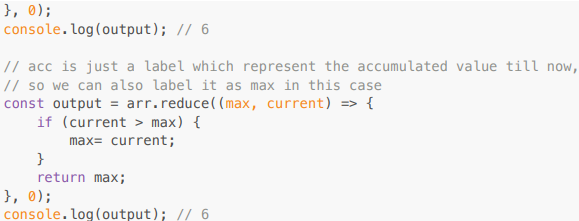 }, 0);
console.log(output); // 6
// acc is just a label which represent the accumulated value till now,
// so we can also label it as max in this case
const output = arr.reduce((max, current) => {
    if (current > max) {
        max= current;
    }
    return max;
}, 0);
console.log(output); // 6